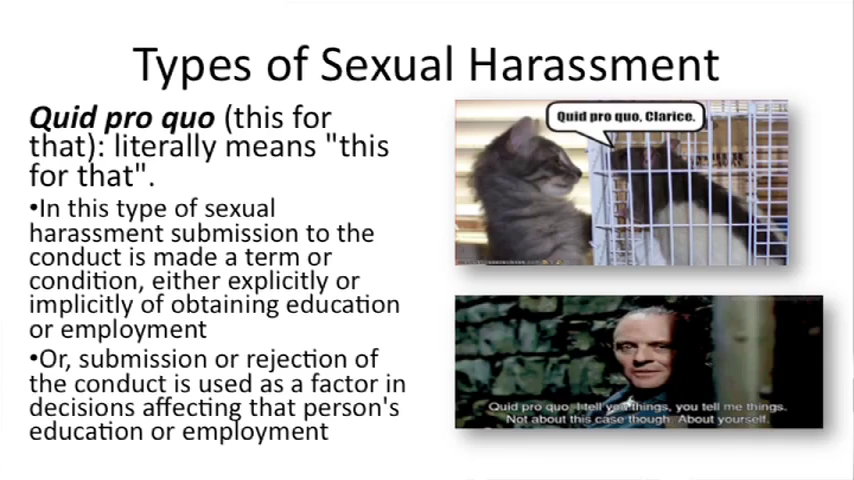 Types of Sexual Harassment
Quid pro quo (this for
that): literally means "this
for that".
•In this type of sexual
harassment submission to the
conduct is made a term or
condition, either explicitly or
implicitly of obtaining education
or employment
•Or, submission or rejection of
the conduct is used as a factor in
decisions affecting that person's
education or employment
Quid pro quo, Clarice.
Quid pro quo, I tell you things, you tell me things.
Not about this case though. About yourself.